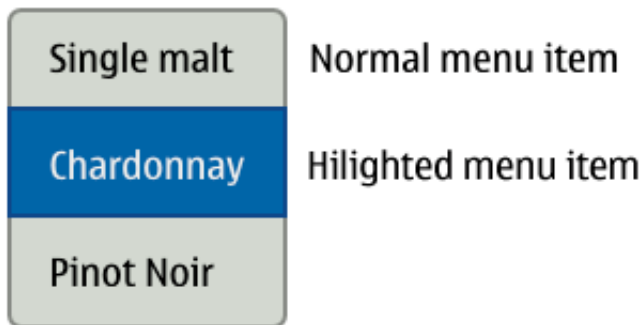 Single malt Normal menu item
Chardonnay Hilighted menu item
Pinot Noir